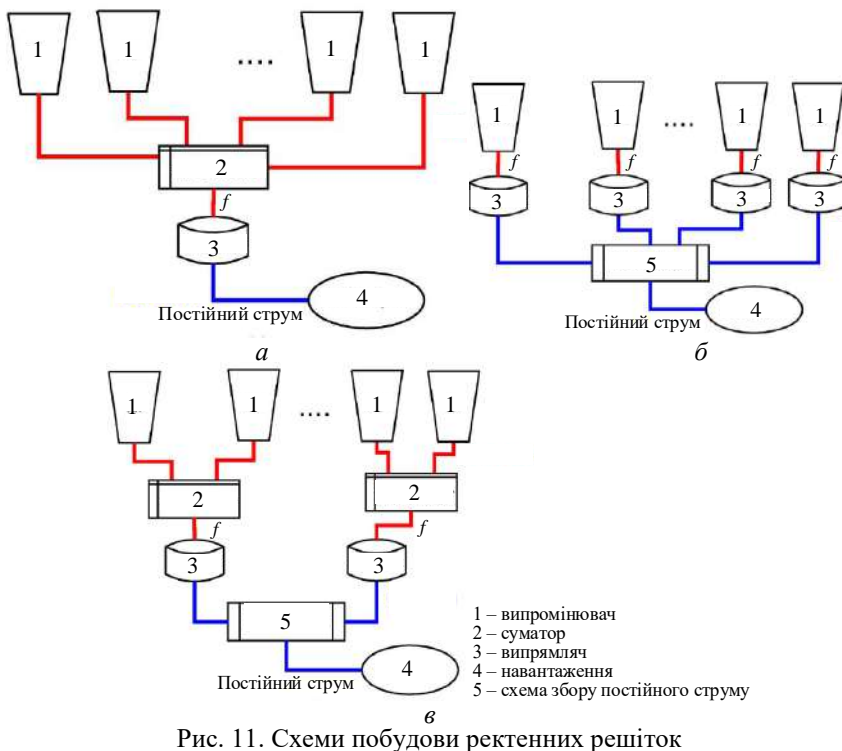 1 1 .... 1 1
2
f
3
4
Постійний струм
а
1 1 .... 1 1
f f f f
3 3 3 3
5
4
Постійний струм
б
1 1 .... 1 1
2 2
f f
3 3
5
4
Постійний струм
в
1 – випромінювач
2 – суматор
3 – випрямляч
4 – навантаження
5 – схема збору постійного струму
Рис. 11. Схеми побудови ректенних решіток